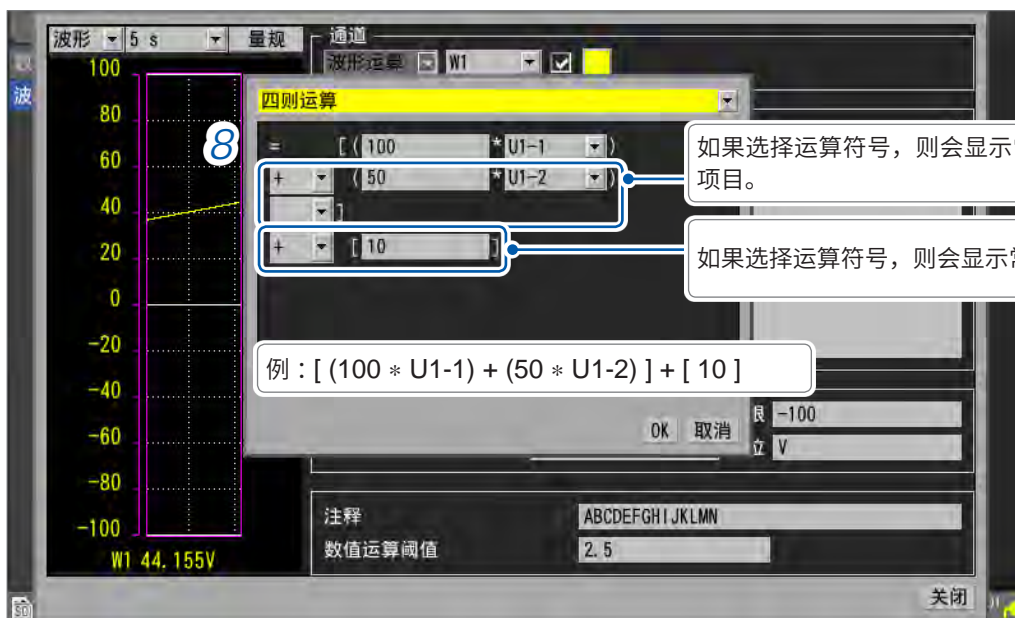 波形 5 s 量规
通道
波形运算 W1
波
四则运算
8
= [ ( 100 * U1-1 )
+ ( 50 * U1-2 )
]
+ [ 10 ]
如果选择运算符号，则会显示
项目。
如果选择运算符号，则会显示
例：[ (100 * U1-1) + (50 * U1-2) ] + [ 10 ]
OK 取消
-100
V
100
80
60
40
20
0
-20
-40
-60
-80
-100
W1 44.155V
注释 ABCDEFGHIJKLMN
数值运算阈值 2.5
关闭
SD